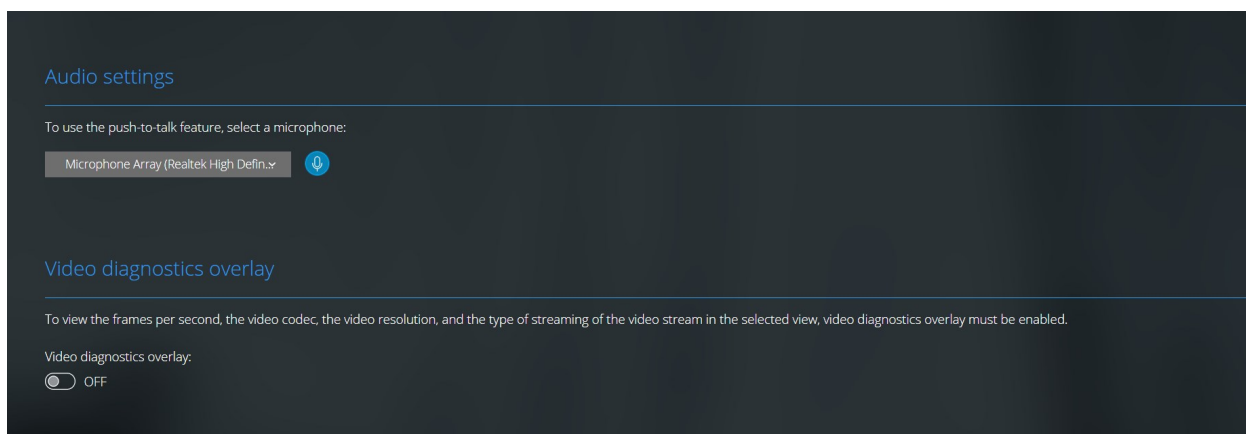 Audio settings
To use the push-to-talk feature, select a microphone:
Microphone Array (Realtek High Defin..
Video diagnostics overlay
To view the frames per second, the video codec, the video resolution, and the type of streaming of the video stream in the selected view, video diagnostics overlay must be enabled.
Video diagnostics overlay:
OFF